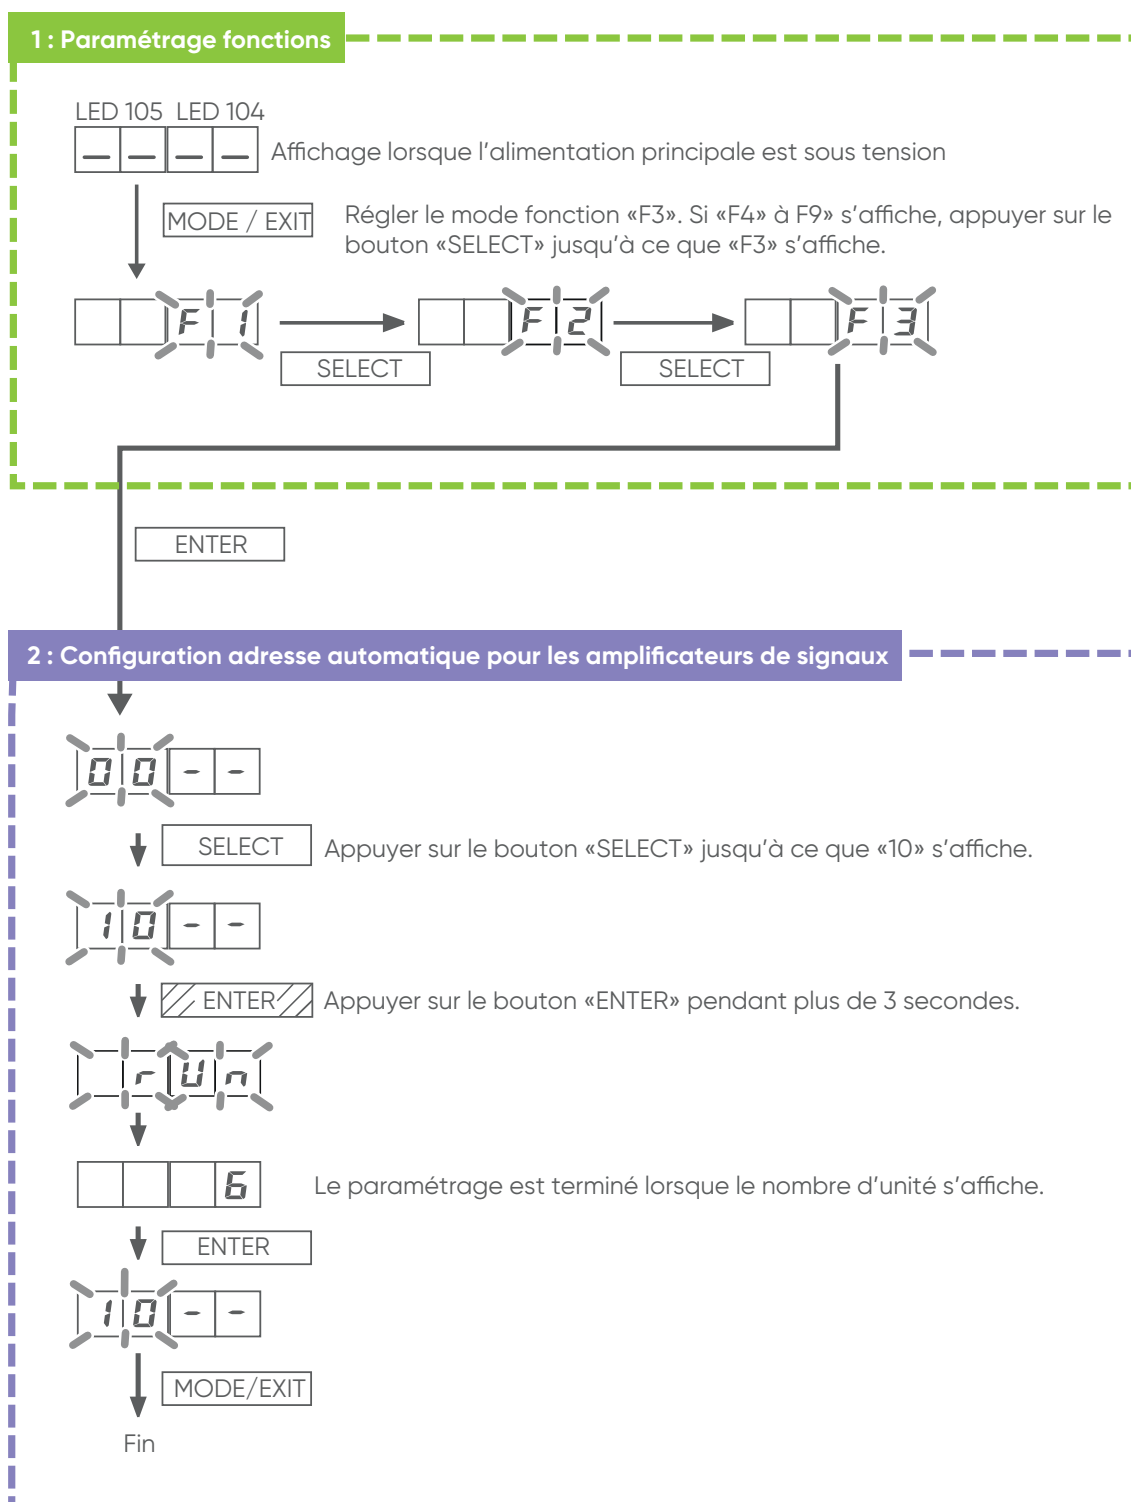 1 : Paramétrage fonctions
LED 105 LED 104
_ _ _ _
Affichage lorsque l'alimentation principale est sous tension
MODE / EXIT
Régler le mode fonction «F3». Si «F4» à F9» s'affiche, appuyer sur le
bouton «SELECT» jusqu'à ce que «F3» s'affiche.
F 1
F 2
F 3
SELECT
SELECT
ENTER
2 : Configuration adresse automatique pour les amplificateurs de signaux
0 0 - -
SELECT
Appuyer sur le bouton «SELECT» jusqu'à ce que «10» s'affiche.
1 0 - -
ENTER
Appuyer sur le bouton «ENTER» pendant plus de 3 secondes.
r U n
6
Le paramétrage est terminé lorsque le nombre d'unité s'affiche.
ENTER
1 0 - -
MODE/EXIT
Fin